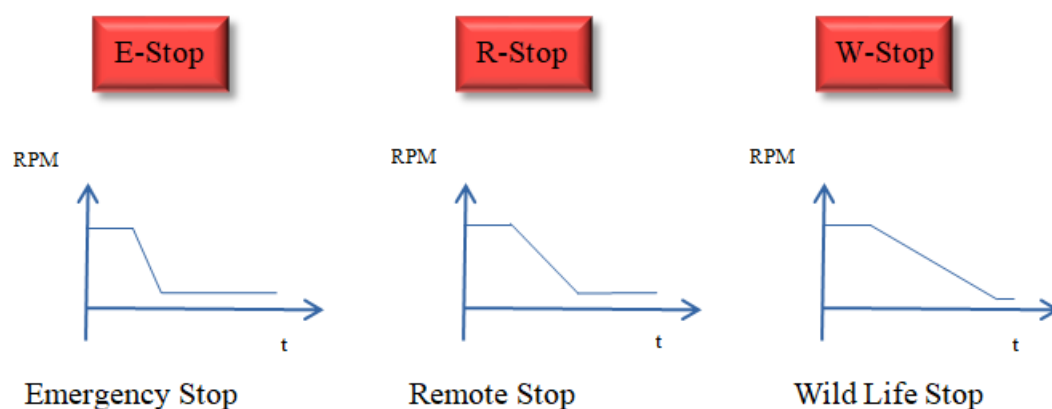 E-Stop
R-Stop
W-Stop
RPM
RPM
RPM
t
t
t
Emergency Stop
Remote Stop
Wild Life Stop